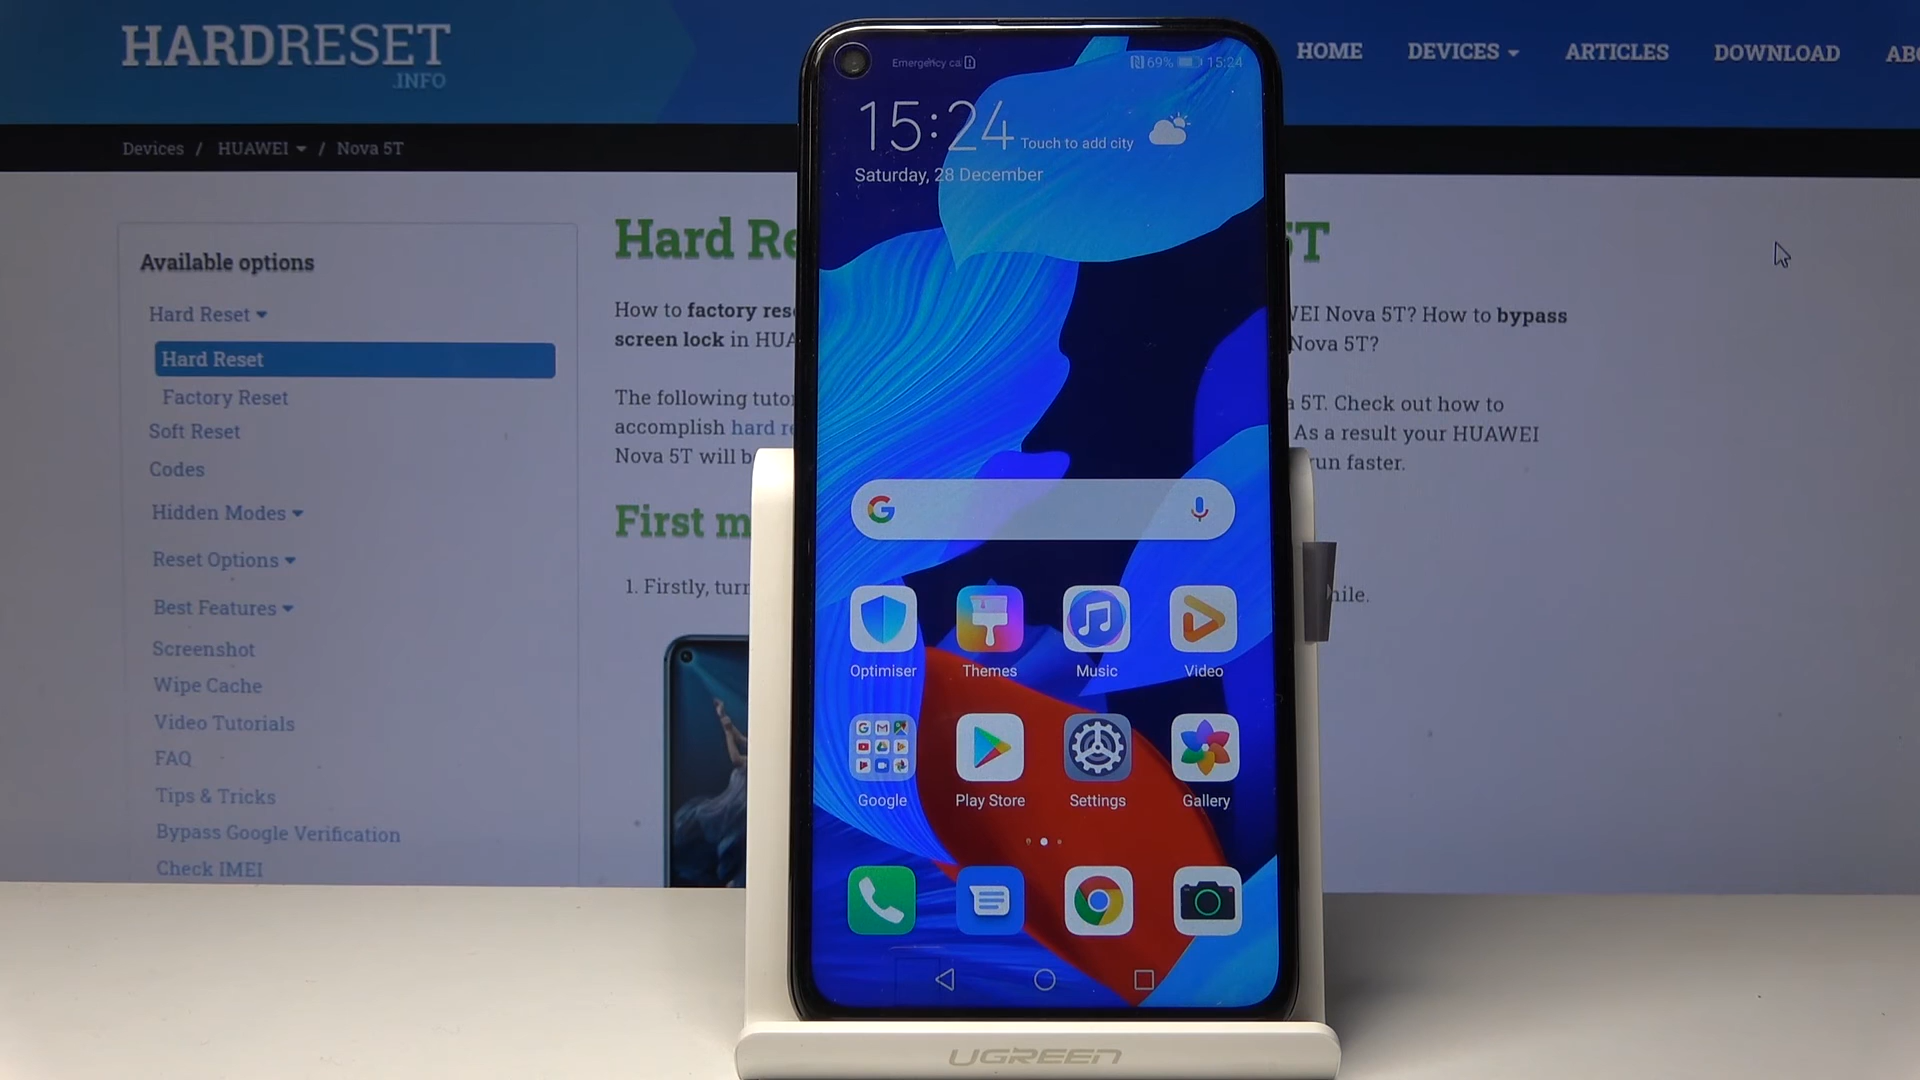 HARDRESET
.INFO
HOME DEVICES ARTICLES DOWNLOAD
Devices / HUAWEI / Nova 5T
Available options
Hard Reset
Hard Reset
Factory Reset
Soft Reset
Codes
Hidden Modes
Reset Options
Best Features
Screenshot
Wipe Cache
Video Tutorials
FAQ
Tips & Tricks
Bypass Google Verification
Check IMEI
Hard Re 5T
How to factory res WEI Nova 5T? How to bypass
screen lock in HUA Nova 5T?
The following tuto a 5T. Check out how to
accomplish hard re As a result your HUAWEI
Nova 5T will b run faster.
First m
1. Firstly, turn hile.
Emergency ca
69% 15:24
15:24 Touch to add city
Saturday, 28 December
G
Optimiser Themes Music Video
Google Play Store Settings Gallery
UGREEN